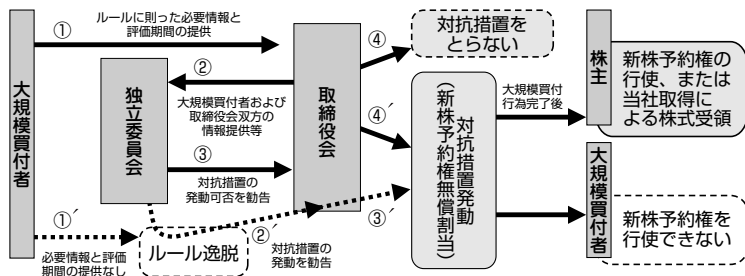 ①
ルールに則った必要情報と
評価期間の提供
大規模買付者
独立委員会
②
大規模買付者および
取締役会双方の
情報提供等
③
対抗措置の
発動可否を勧告
取締役会
④
対抗措置を
とらない
④´
対抗措置発動
(新株予約権無償割当)
大規模買付
行為完了後
株主
新株予約権の
行使、または
当社取得に
よる株式受領
①´
必要情報と評価
期間の提供なし
ルール逸脱
②´
対抗措置の
発動を勧告
③´
大規模買付者
新株予約権を
行使できない